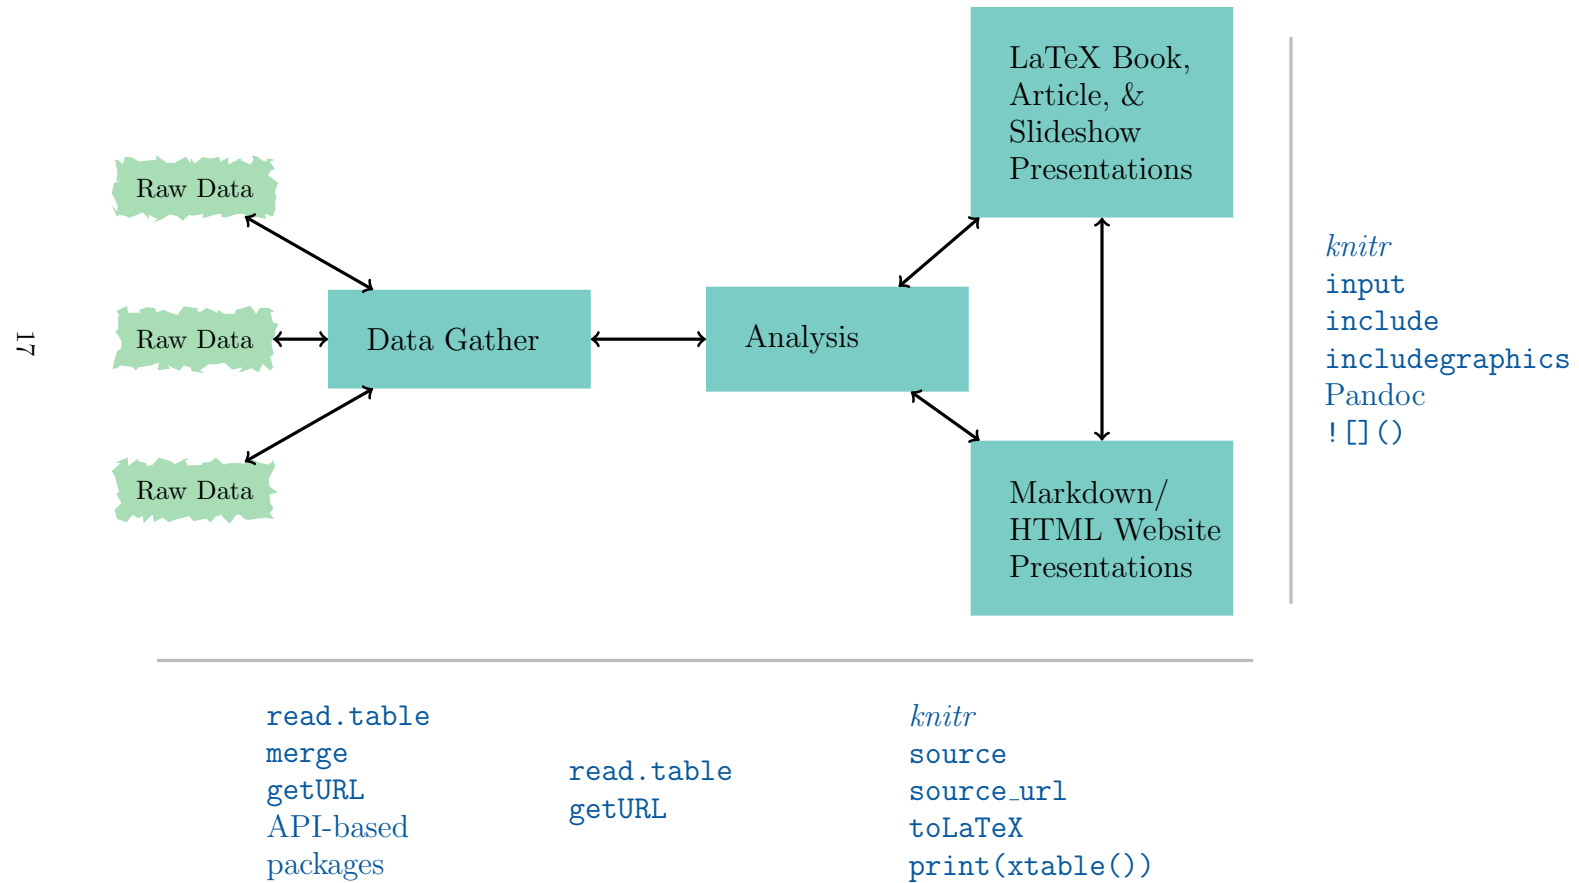 LaTeX Book,
Article, &
Slideshow
Presentations
Raw Data
Raw Data
Raw Data
Data Gather
Analysis
Markdown/
HTML Website
Presentations
knitr
input
include
includegraphics
Pandoc
![]()
read.table
merge
getURL
API-based
packages
read.table
getURL
knitr
source
source_url
toLaTeX
print(xtable())
17